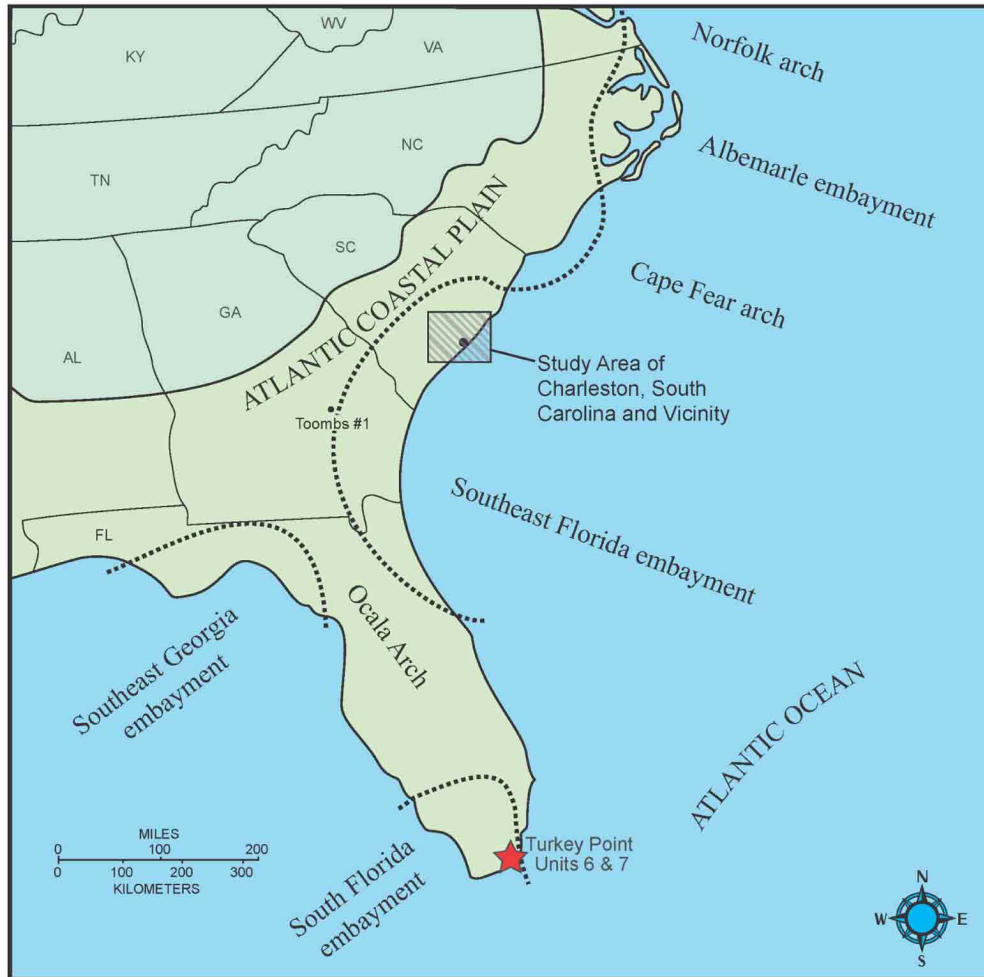 Norfolk arch
WV
KY
VA
Albemarle embayment
NC
TN
ATLANTIC COASTAL PLAIN
SC
Cape Fear arch
GA
AL
Study Area of
Charleston, South
Carolina and Vicinity
Toombs #1
Southeast Florida embayment
FL
Ocala Arch
Southeast Georgia
embayment
ATLANTIC OCEAN
MILES
0 100 200
0 100 200 300
KILOMETERS
Turkey Point
Units 6 & 7
South Florida
embayment
N
W E
S